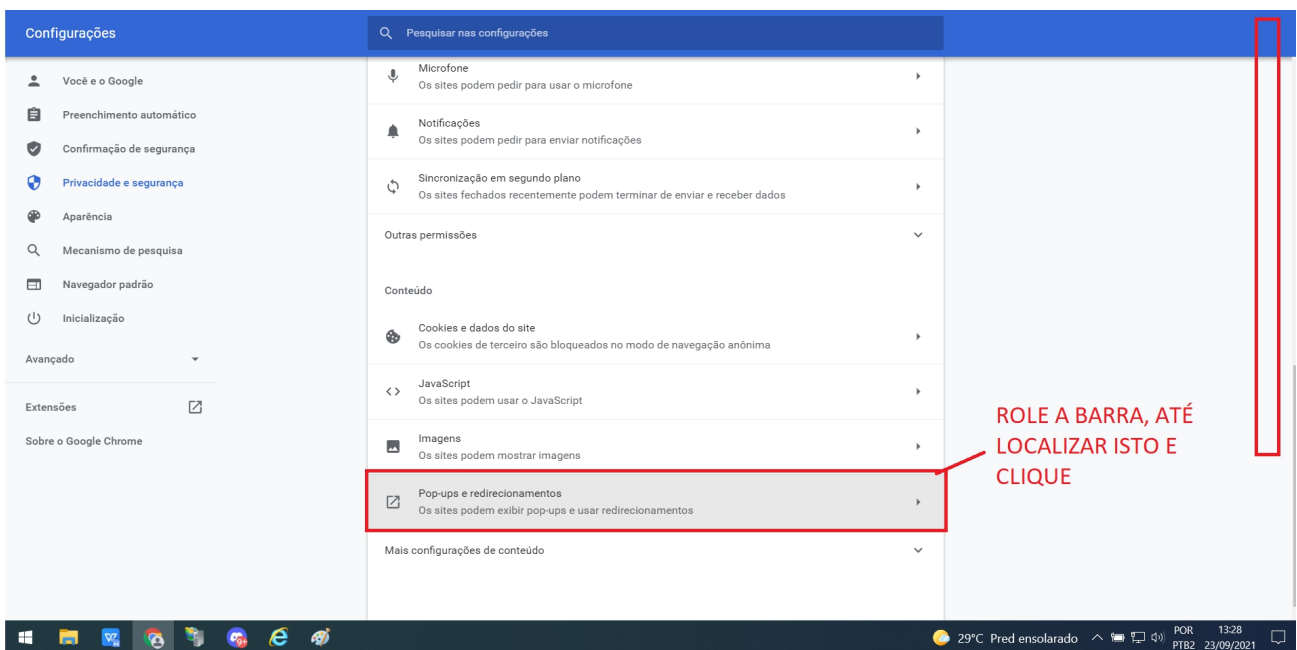 Configurações
Pesquisar nas configurações
Você e o Google
Preenchimento automático
Confirmação de segurança
Privacidade e segurança
Aparência
Mecanismo de pesquisa
Navegador padrão
Inicialização
Avançado
Extensões
Sobre o Google Chrome
Microfone
Os sites podem pedir para usar o microfone
Notificações
Os sites podem pedir para enviar notificações
Sincronização em segundo plano
Os sites fechados recentemente podem terminar de enviar e receber dados
Outras permissões
Conteúdo
Cookies e dados do site
Os cookies de terceiro são bloqueados no modo de navegação anônima
JavaScript
Os sites podem usar o JavaScript
Imagens
Os sites podem mostrar imagens
Pop-ups e redirecionamentos
Os sites podem exibir pop-ups e usar redirecionamentos
Mais configurações de conteúdo
ROLE A BARRA, ATÉ
LOCALIZAR ISTO E
CLIQUE
29°C Pred ensolarado
POR
PTB2
13:28
23/09/2021